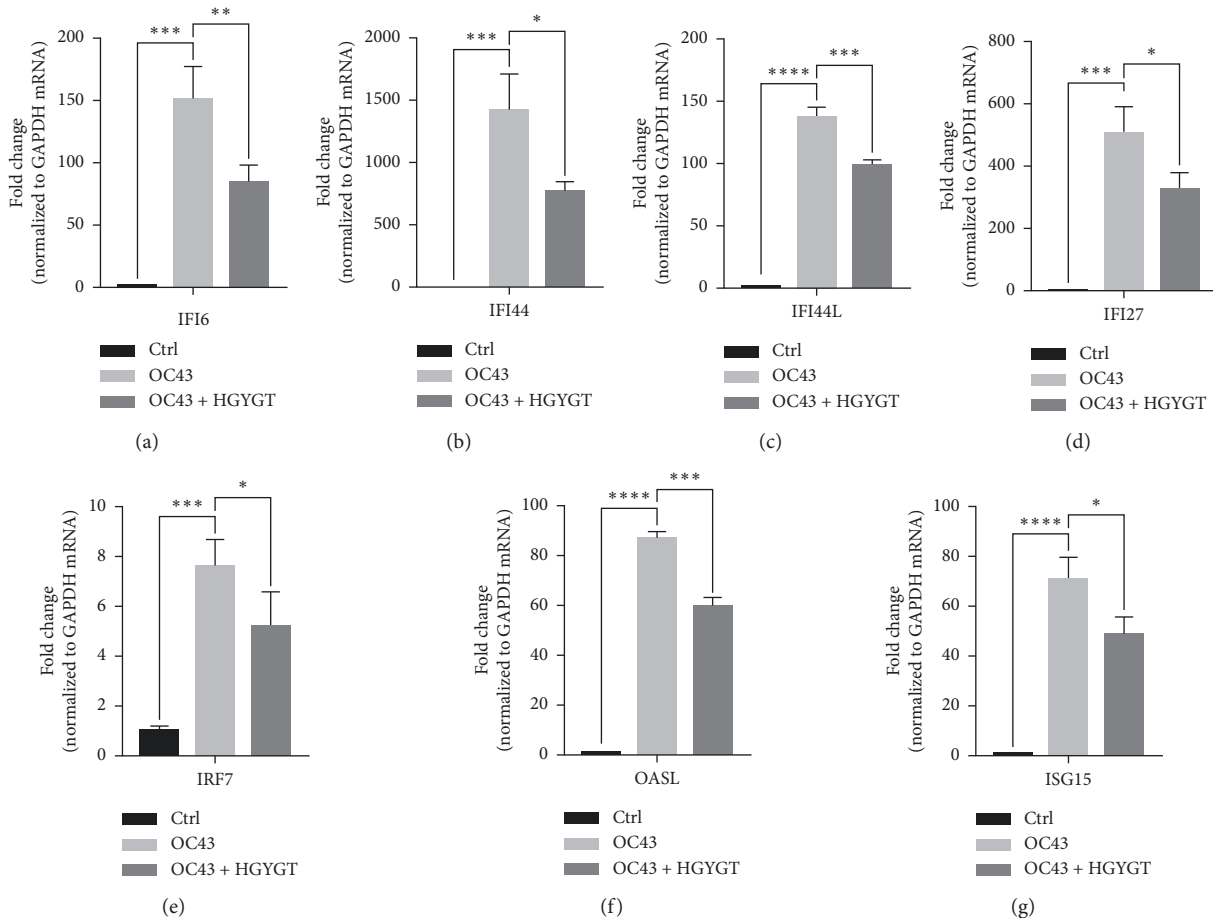 Fold change
(normalized to GAPDH mRNA)
200
150
100
50
0
***
**
IFI6
Ctrl
OC43
OC43 + HGYGT
(a)
Fold change
(normalized to GAPDH mRNA)
2000
1500
1000
500
0
***
*
IFI44
Ctrl
OC43
OC43 + HGYGT
(b)
Fold change
(normalized to GAPDH mRNA)
200
150
100
50
0
****
***
IFI44L
Ctrl
OC43
OC43 + HGYGT
(c)
Fold change
(normalized to GAPDH mRNA)
800
600
400
200
0
***
*
IFI27
Ctrl
OC43
OC43 + HGYGT
(d)
Fold change
(normalized to GAPDH mRNA)
10
8
6
4
2
0
***
*
IRF7
Ctrl
OC43
OC43 + HGYGT
(e)
Fold change
(normalized to GAPDH mRNA)
100
80
60
40
20
0
****
***
OASL
Ctrl
OC43
OC43 + HGYGT
(f)
Fold change
(normalized to GAPDH mRNA)
100
80
60
40
20
0
****
*
ISG15
Ctrl
OC43
OC43 + HGYGT
(g)